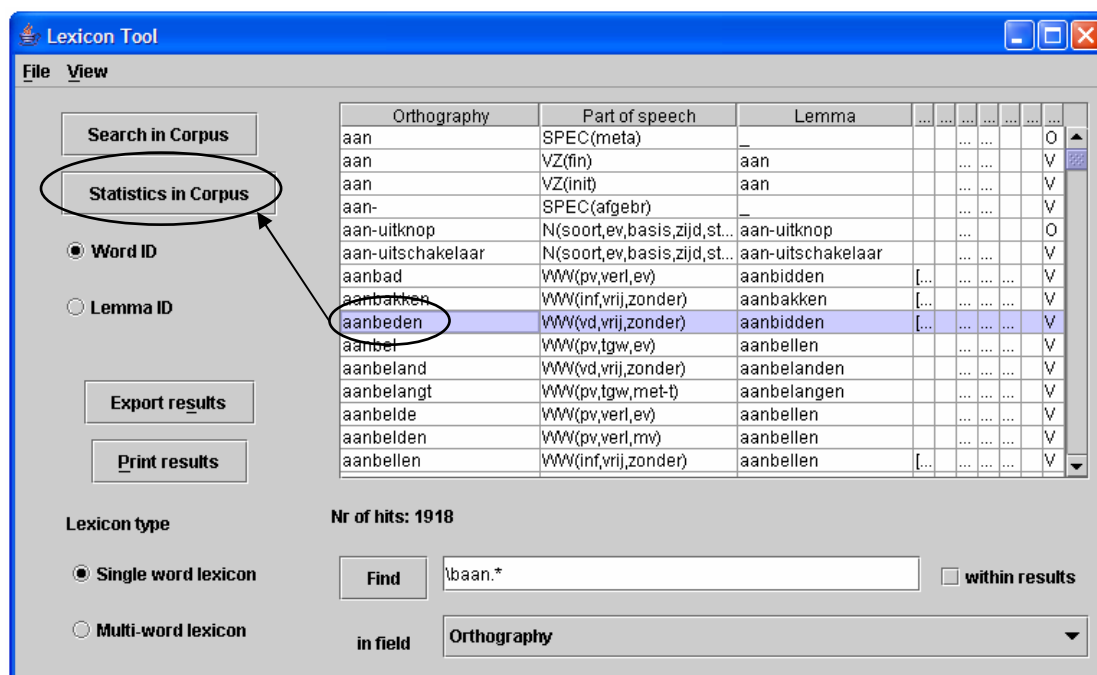 Lexicon Tool
File View
Search in Corpus
Statistics in Corpus
Word ID
Lemma ID
Export results
Print results
Lexicon type
Single word lexicon
Multi-word lexicon
Orthography Part of speech Lemma ... ... ... ... ... ... ...
aan SPEC(meta) _ ... ... O
aan VZ(fin) aan ... ... V
aan VZ(init) aan ... ... V
aan- SPEC(afgebr) _ ... ... V
aan-uitknop N(soort,ev,basis,zijd,st... aan-uitknop ... O
aan-uitschakelaar N(soort,ev,basis,zijd,st... aan-uitschakelaar ... ... V
aanbad WW(pv,verl,ev) aanbidden [... ... ... ... V
aanbakken WW(inf,vrij,zonder) aanbakken [... ... ... ... V
aanbeden WW(vd,vrij,zonder) aanbidden [... ... ... ... V
aanbel WW(pv,tgw,ev) aanbellen ... ... ... V
aanbeland WW(vd,vrij,zonder) aanbelanden ... ... ... V
aanbelangt WW(pv,tgw,met-t) aanbelangen ... ... ... V
aanbelde WW(pv,verl,ev) aanbellen ... ... ... V
aanbelden WW(pv,verl,mv) aanbellen ... ... ... V
aanbellen WW(inf,vrij,zonder) aanbellen [... ... ... ... V
Nr of hits: 1918
Find \baan.* within results
in field Orthography